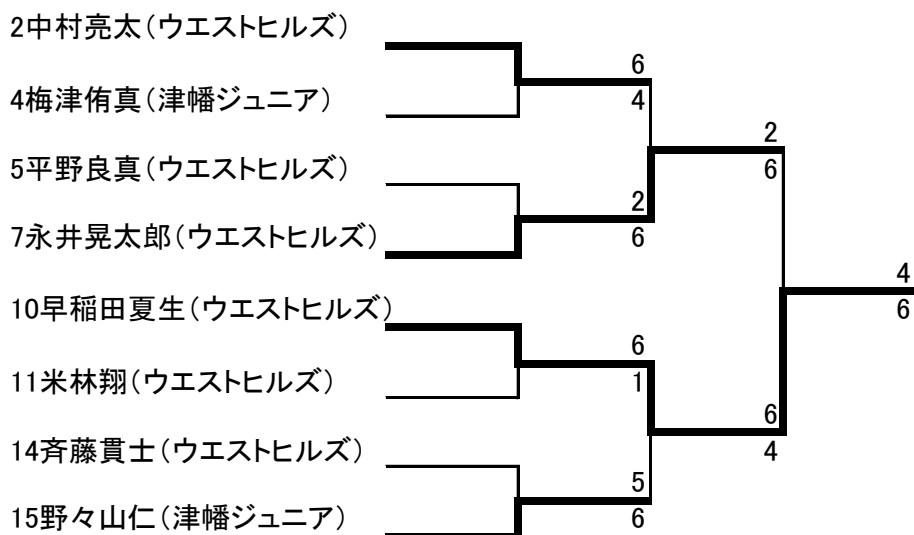 2中村亮太(ウエストヒルズ)
6
4梅津侑真(津幡ジュニア)
4
2
5平野良真(ウエストヒルズ)
6
2
7永井晃太郎(ウエストヒルズ)
6
4
10早稲田夏生(ウエストヒルズ)
6
6
11米林翔(ウエストヒルズ)
1
6
14斉藤貫士(ウエストヒルズ)
4
5
15野々山仁(津幡ジュニア)
6